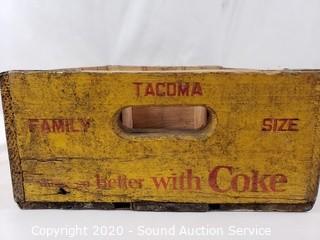 TACOMA
FAMILY SIZE
better with Coke
Copyright 2020 - Sound Auction Service